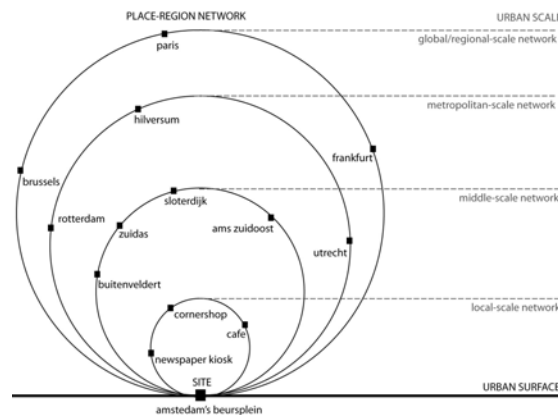 PLACE-REGION NETWORK
URBAN SCALE
paris
global/regional-scale network
metropolitan-scale network
hilversum
frankfurt
brussels
middle-scale network
sloterdijk
rotterdam
zuidas
ams zuidoost
utrecht
buitenveldert
local-scale network
cornershop
cafe
newspaper kiosk
SITE
URBAN SURFACE
amstedam's beursplein